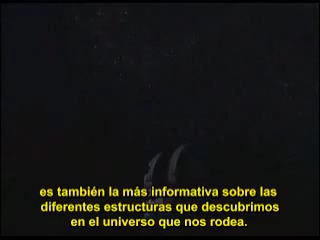 es también la más informativa sobre las
diferentes estructuras que descubrimos
en el universo que nos rodea.